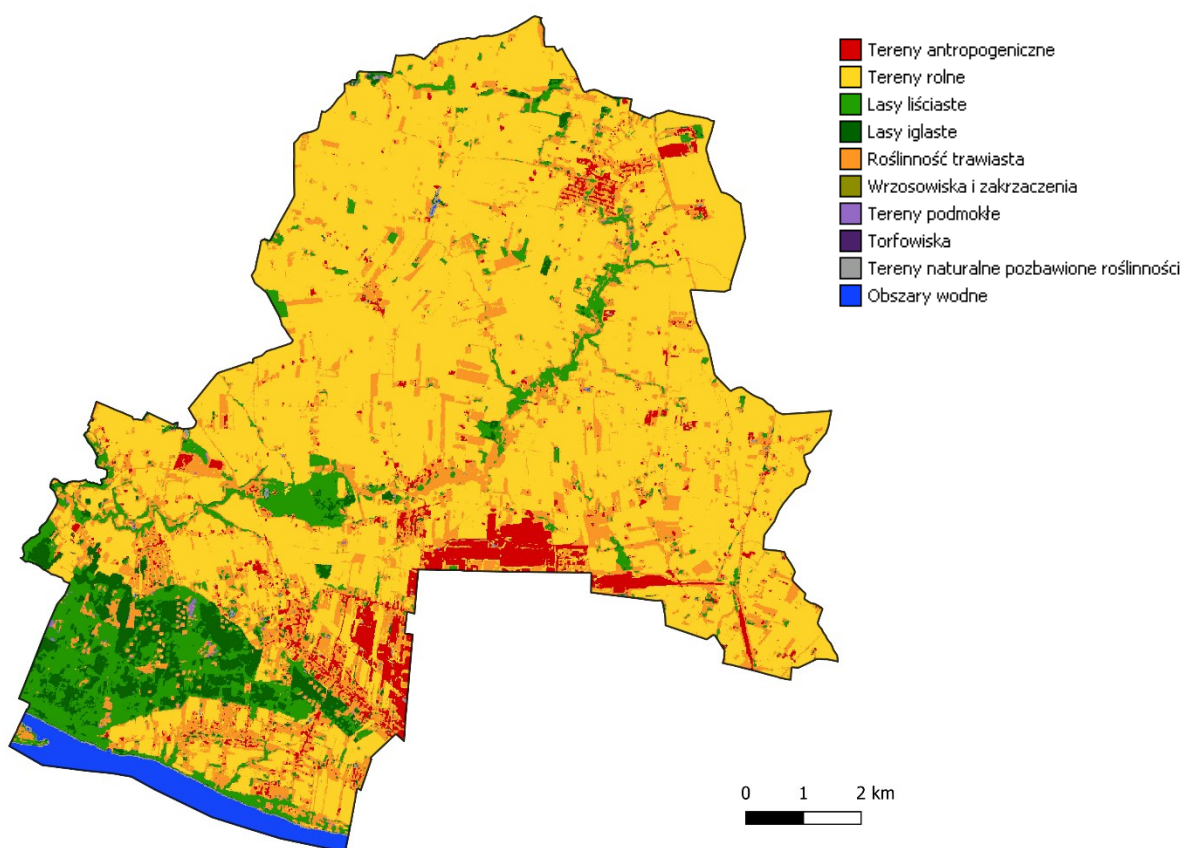 Tereny antropogeniczne
Tereny rolne
Lasy liściaste
Lasy iglaste
Roślinność trawiasta
Wrzosowiska i zakrzaczenia
Tereny podmokłe
Torfowiska
Tereny naturalne pozbawione roślinności
Obszary wodne
0 1 2 km